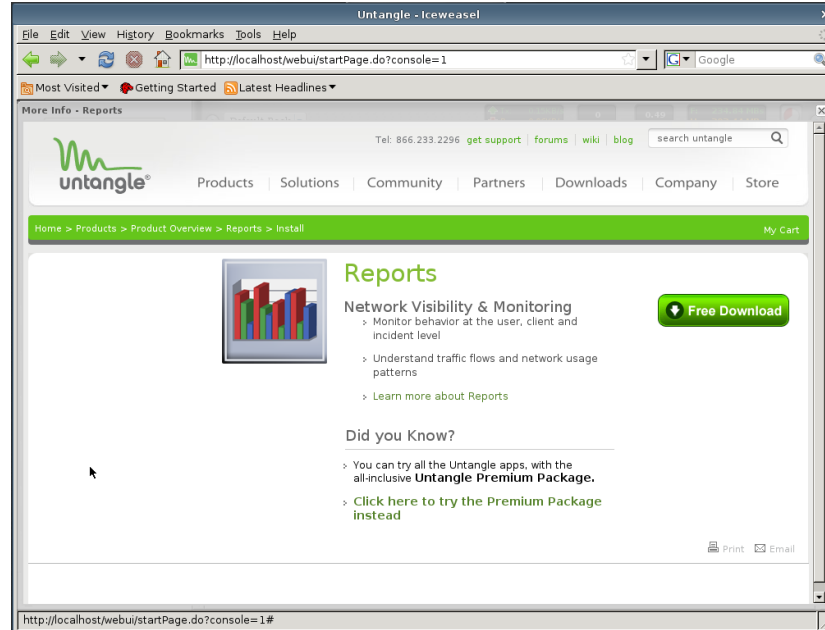 Untangle - Iceweasel
File Edit View History Bookmarks Tools Help
http://localhost/webui/startPage.do?console=1
G Google
Most Visited Getting Started Latest Headlines
More Info - Reports
Tel: 866.233.2296 get support forums wiki blog search untangle
untangle®
Products Solutions Community Partners Downloads Company Store
Home > Products > Product Overview > Reports > Install My Cart
Reports
Network Visibility & Monitoring
Free Download
› Monitor behavior at the user, client and
incident level
› Understand traffic flows and network usage
patterns
› Learn more about Reports
Did you Know?
› You can try all the Untangle apps, with the
all-inclusive Untangle Premium Package.
› Click here to try the Premium Package
instead
Print Email
http://localhost/webui/startPage.do?console=1#